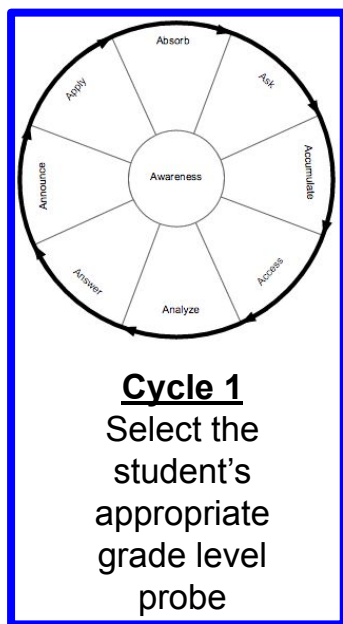 Absorb
Ask
Accumulate
Access
Analyze
Answer
Announce
Apply
Awareness
Cycle 1
Select the
student's
appropriate
grade level
probe